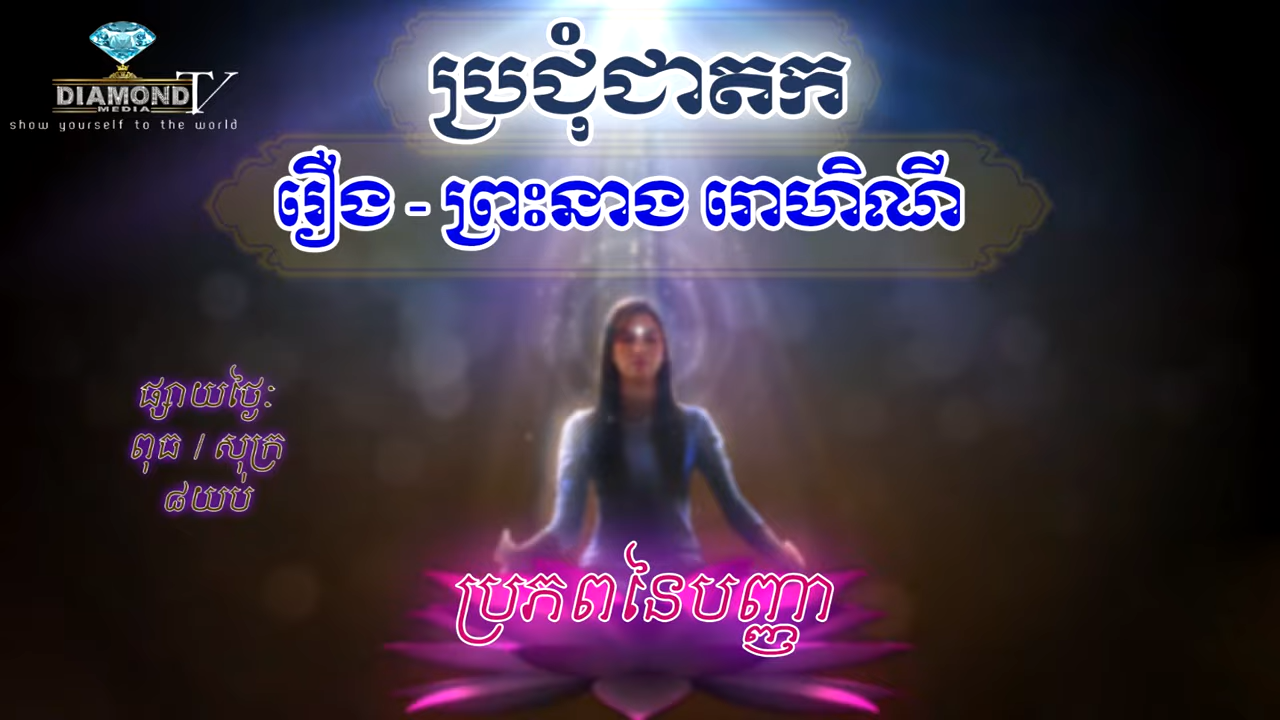 DIAMOND TV
MEDIA
show yourself to the world
ប្រជុំជាតក
រឿង - ព្រះនាង រោហិណី
ផ្សាយថ្ងៃ:
ពុធ / សុក្រ
៨យប់
ប្រភពនៃបញ្ញា